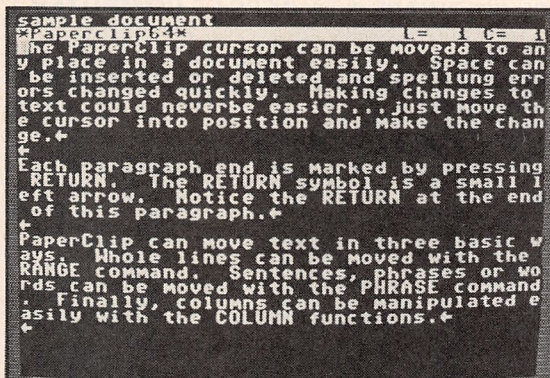 sample document
*Paperclip64* L= 1 C= 1
The PaperClip cursor can be movedd to an
y place in a document easily. Space can
be inserted or deleted and spellung err
ors changed quickly. Making changes to
text could neverbe easier...just move th
e cursor into position and make the chan
ge.←
←
Each paragraph end is marked by pressing
RETURN. The RETURN symbol is a small l
eft arrow. Notice the RETURN at the end
of this paragraph.←
←
PaperClip can move text in three basic w
ays. Whole lines can be moved with the
RANGE command. Sentences, phrases or wo
rds can be moved with the PHRASE command
. Finally, columns can be manipulated e
asily with the COLUMN functions.←
←